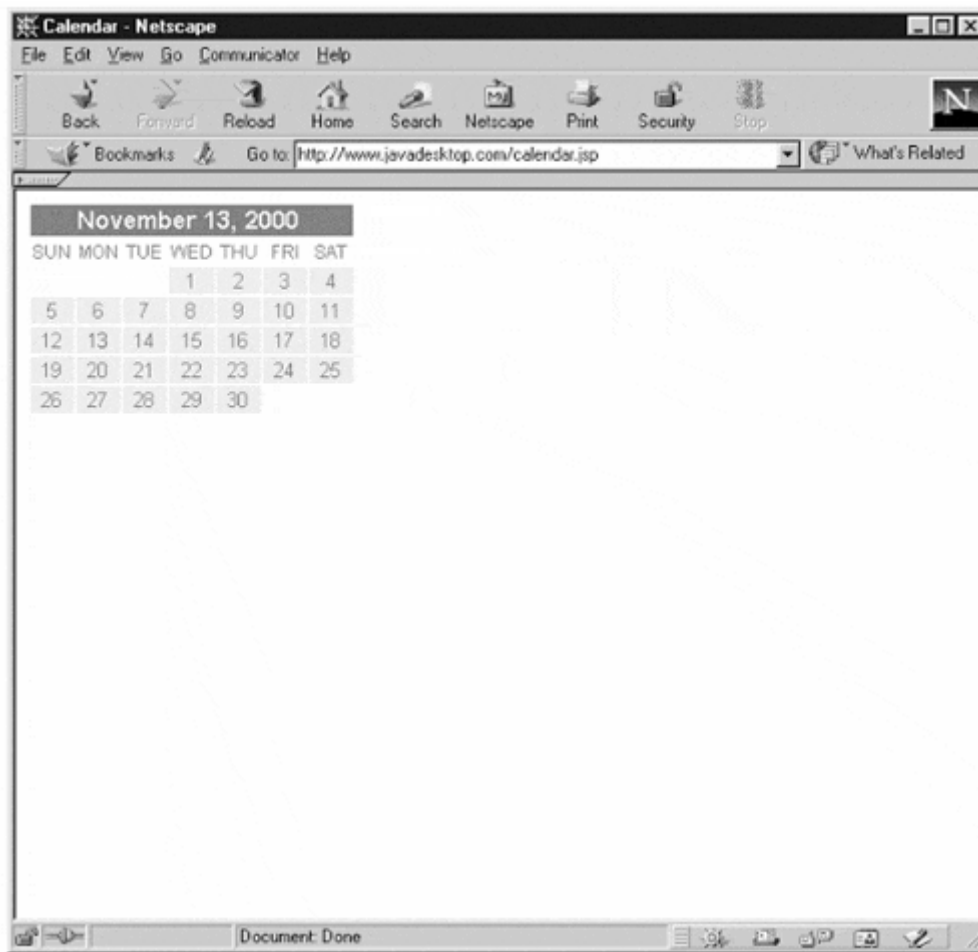 Calendar - Netscape
File Edit View Go Communicator Help
Back Forward Reload Home Search Netscape Print Security Stop
N
Bookmarks Go to: http://www.javadesktop.com/calendar.jsp What's Related
November 13, 2000
SUN MON TUE WED THU FRI SAT
1 2 3 4
5 6 7 8 9 10 11
12 13 14 15 16 17 18
19 20 21 22 23 24 25
26 27 28 29 30
Document: Done